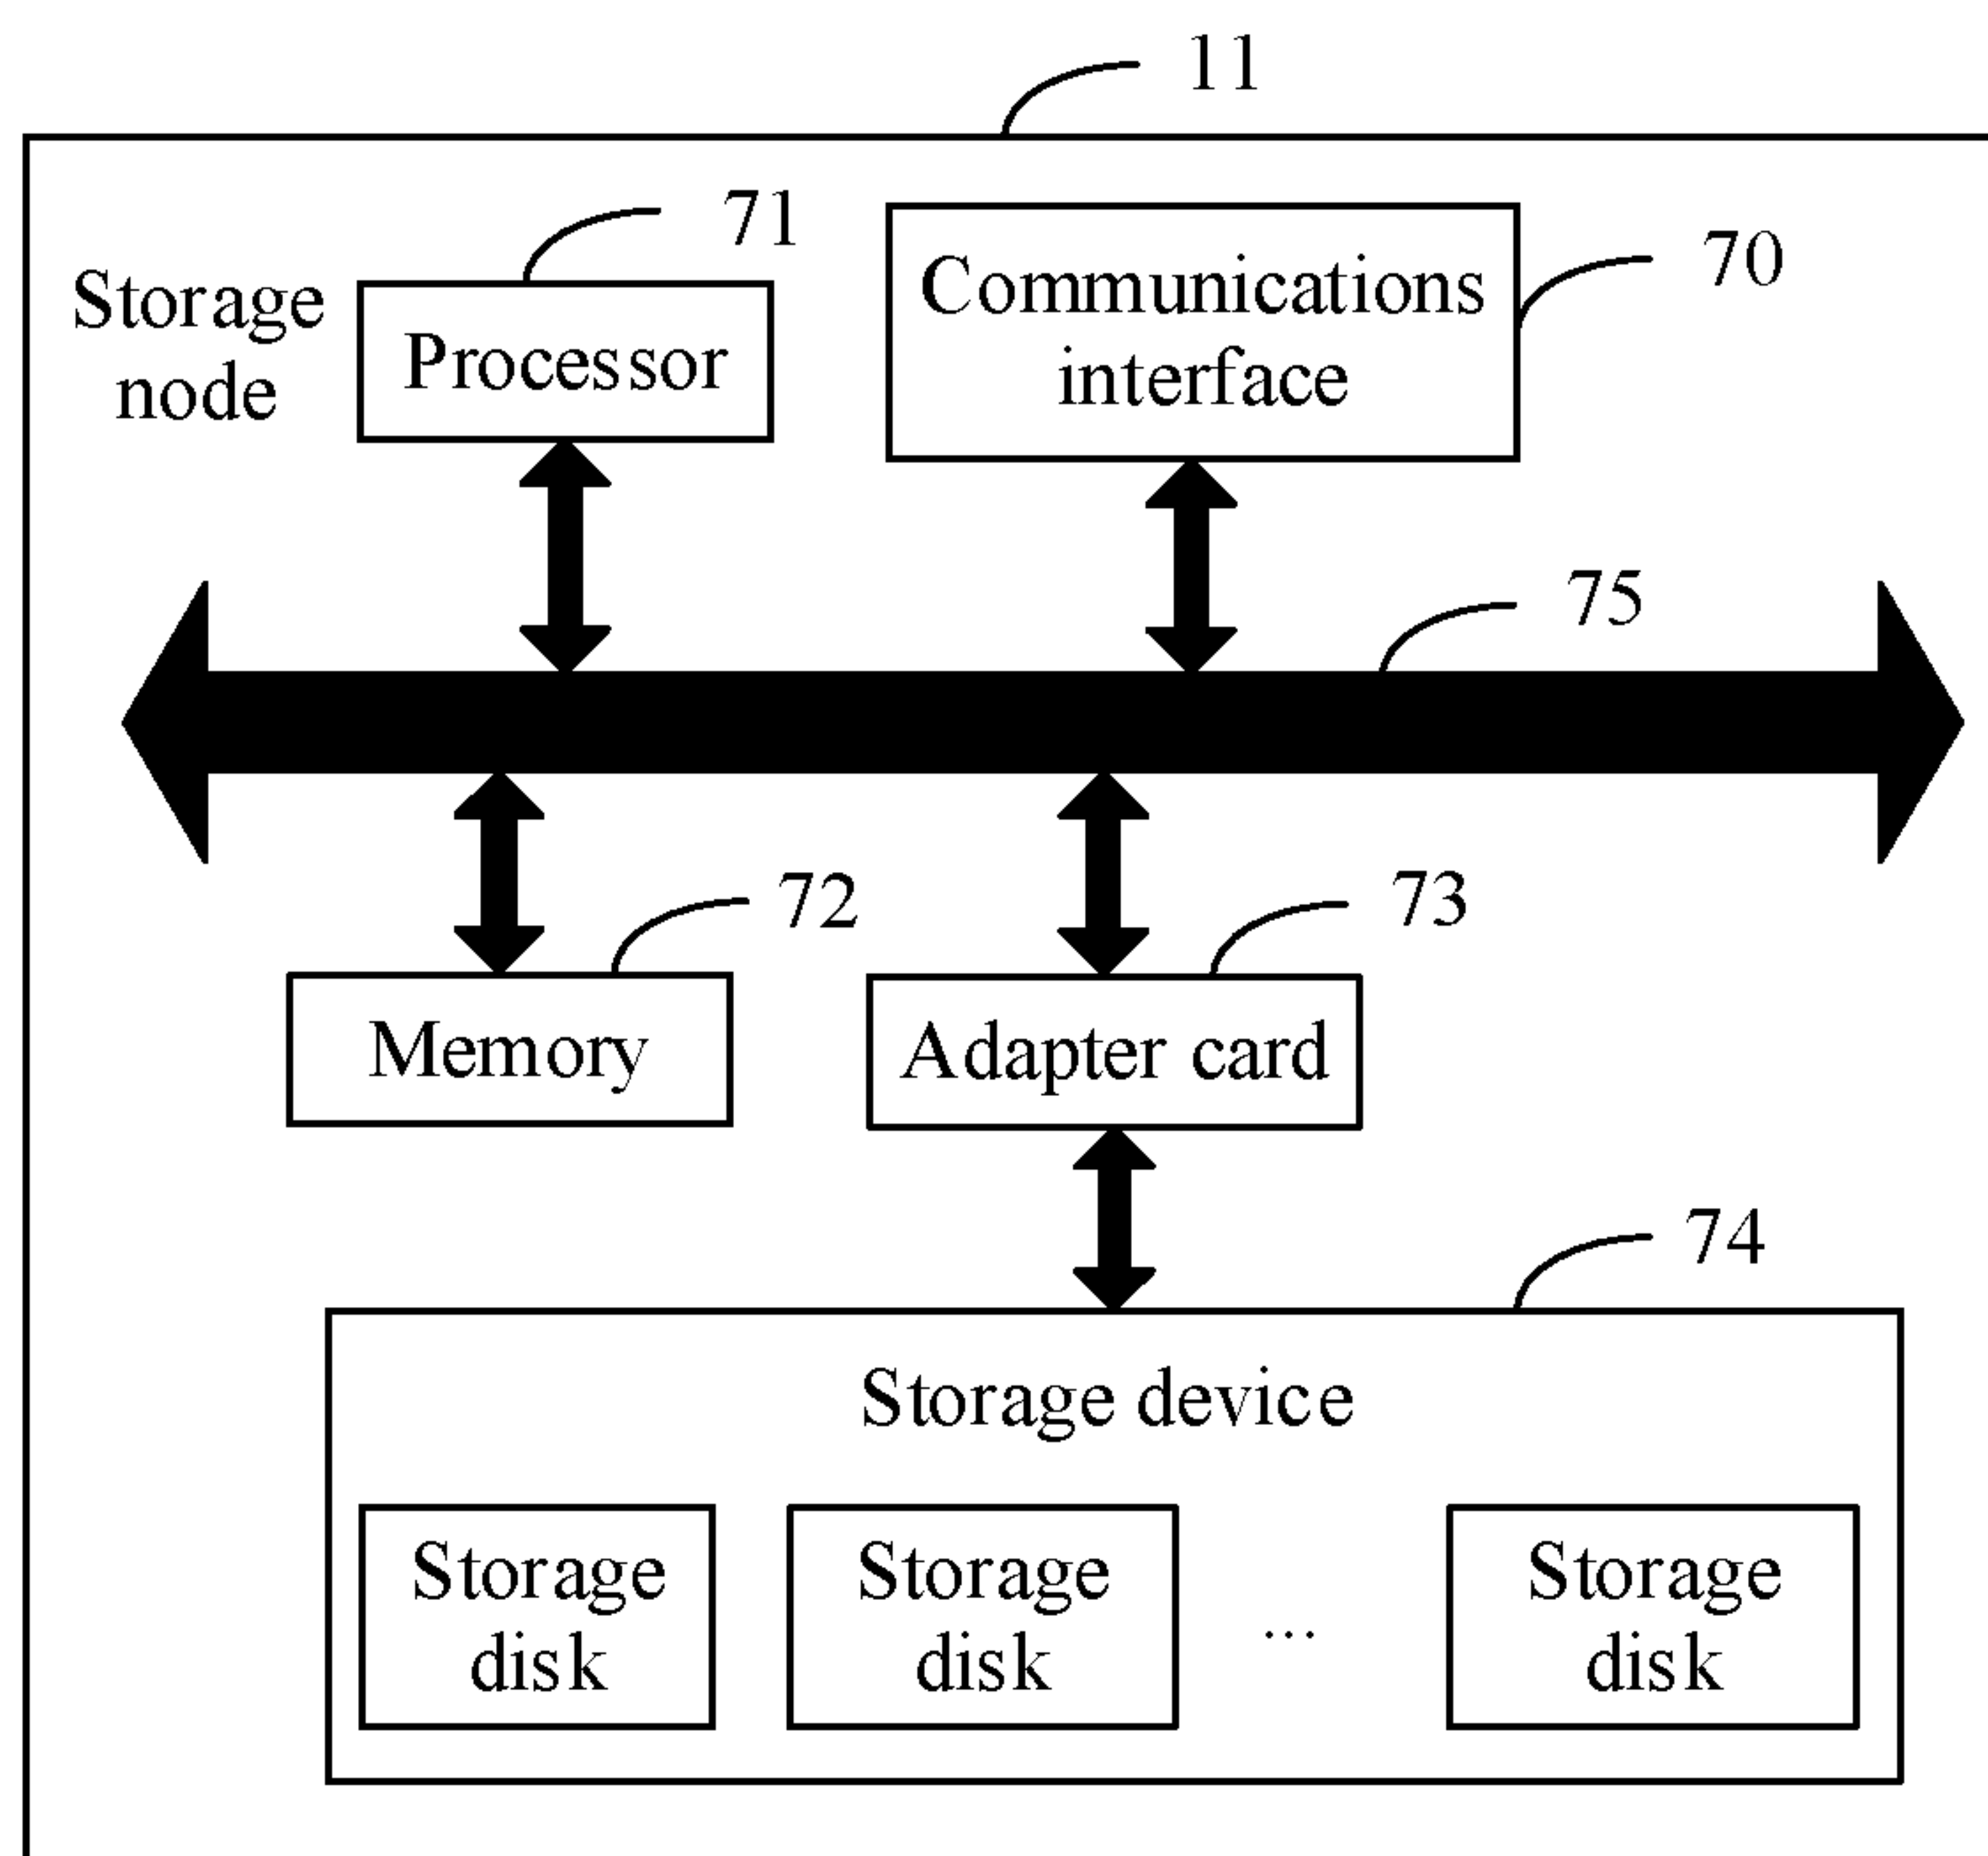 11
71
Storage
node
Processor
Communications
interface
70
75
72
73
Memory
Adapter card
74
Storage device
Storage
disk
Storage
disk
...
Storage
disk